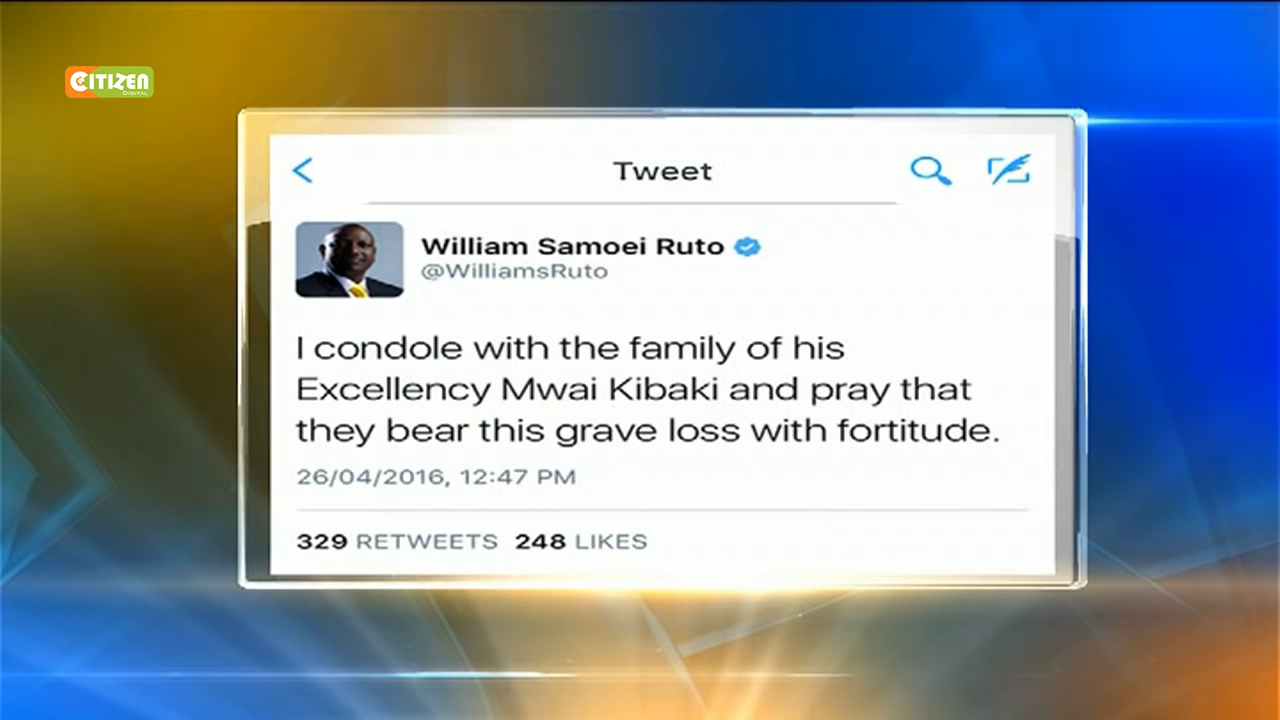 CITIZEN
DIGITAL
Tweet
William Samoei Ruto
@WilliamsRuto
I condole with the family of his
Excellency Mwai Kibaki and pray that
they bear this grave loss with fortitude.
26/04/2016, 12:47 PM
329 RETWEETS 248 LIKES